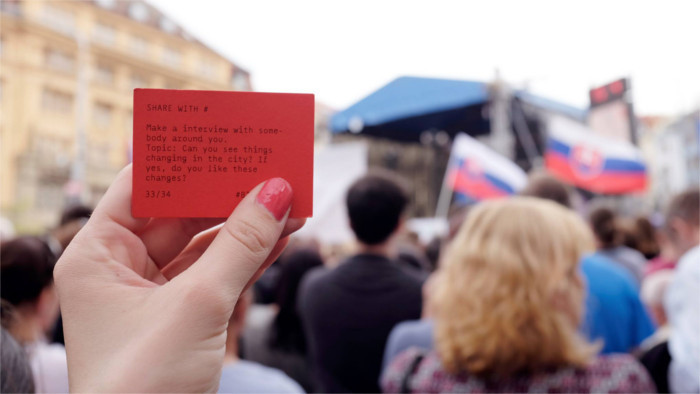 SHARE WITH #
Make a interview with some-
body around you.
Topic: Can you see things
changing in the city? If
yes, do you like these
changes?
33/34